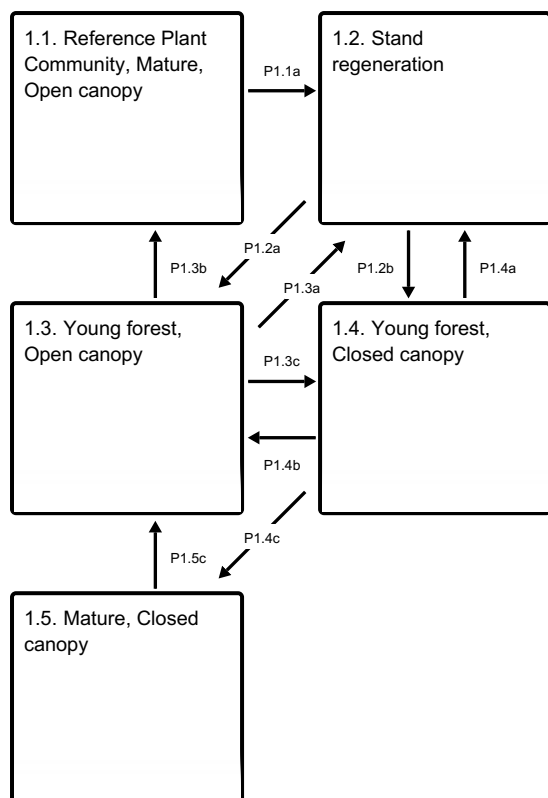 1.1. Reference Plant
Community, Mature,
Open canopy
P1.1a
1.2. Stand
regeneration
P1.3b
P1.2a
P1.3a
P1.2b
P1.4a
1.3. Young forest,
Open canopy
P1.3c
P1.4b
1.4. Young forest,
Closed canopy
P1.5c
P1.4c
1.5. Mature, Closed
canopy